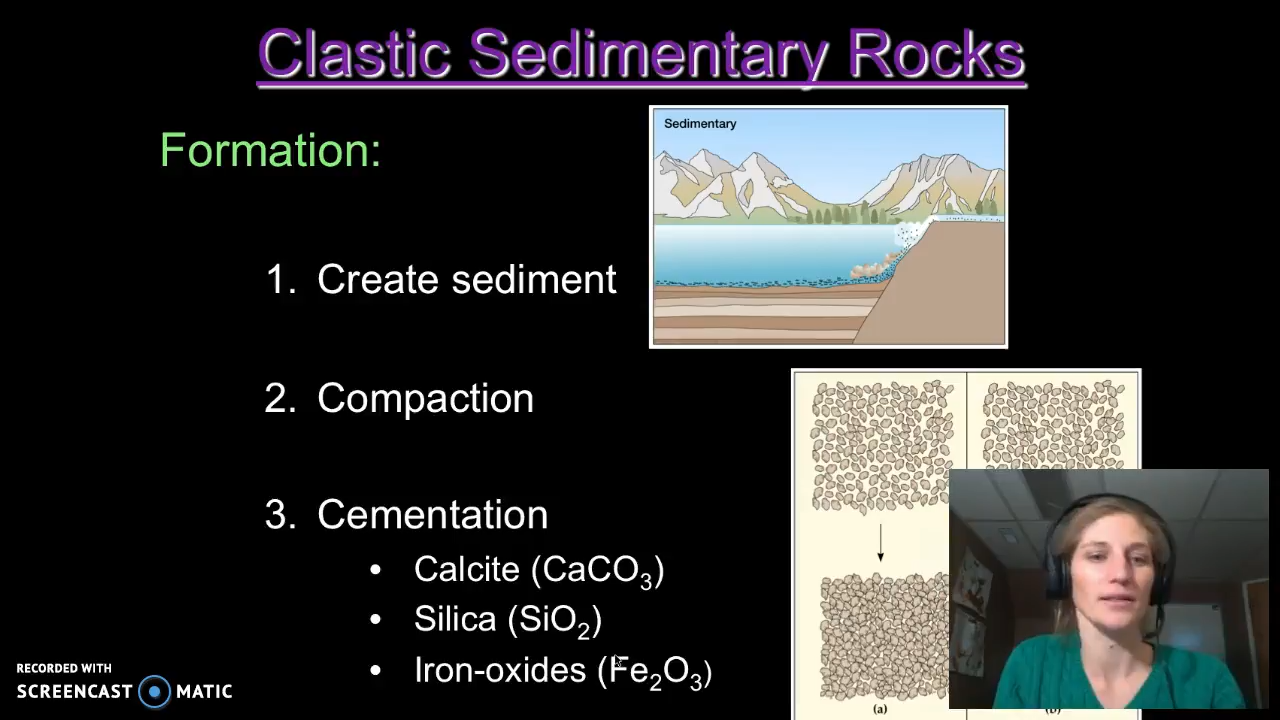 Clastic Sedimentary Rocks
Formation:
Sedimentary
1. Create sediment
2. Compaction
3. Cementation
• Calcite (CaCO₃)
• Silica (SiO₂)
• Iron-oxides (Fe₂O₃)
(a)
RECORDED WITH
SCREENCAST MATIC